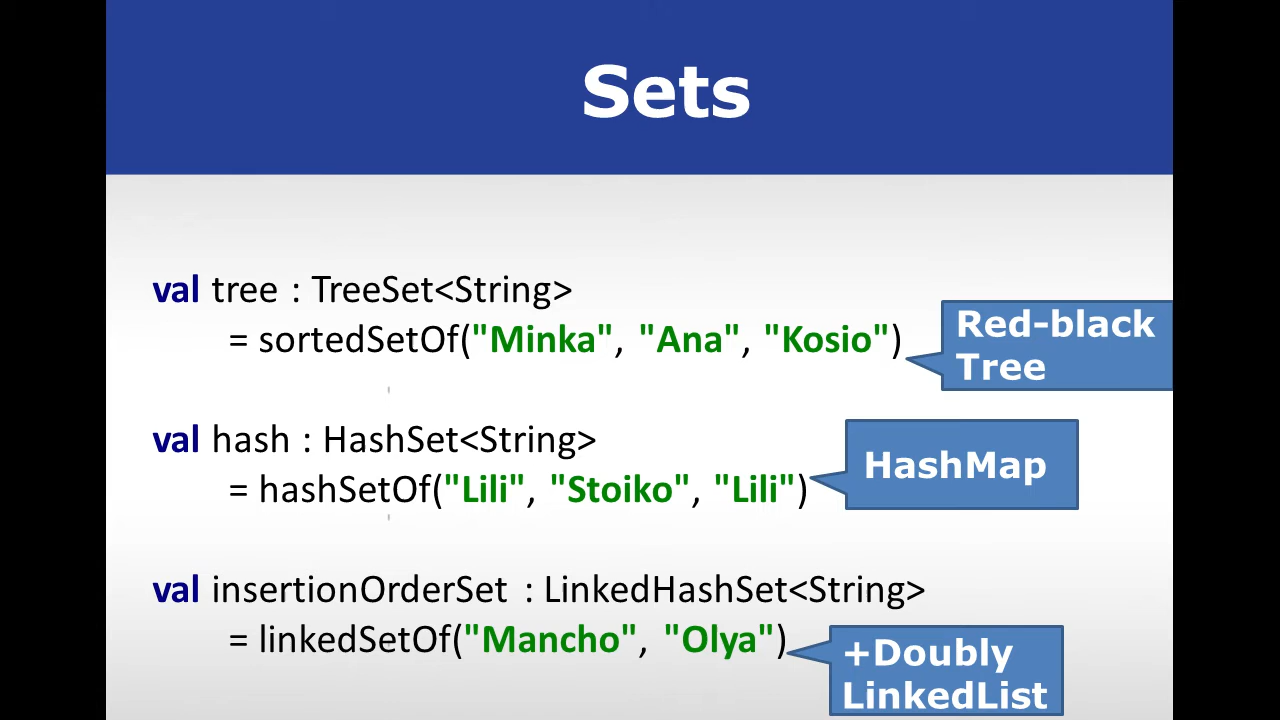 Sets
val tree : TreeSet<String>
= sortedSetOf("Minka", "Ana", "Kosio")
Red-black
Tree
val hash : HashSet<String>
= hashSetOf("Lili", "Stoiko", "Lili")
HashMap
val insertionOrderSet : LinkedHashSet<String>
= linkedSetOf("Mancho", "Olya")
+Doubly
LinkedList